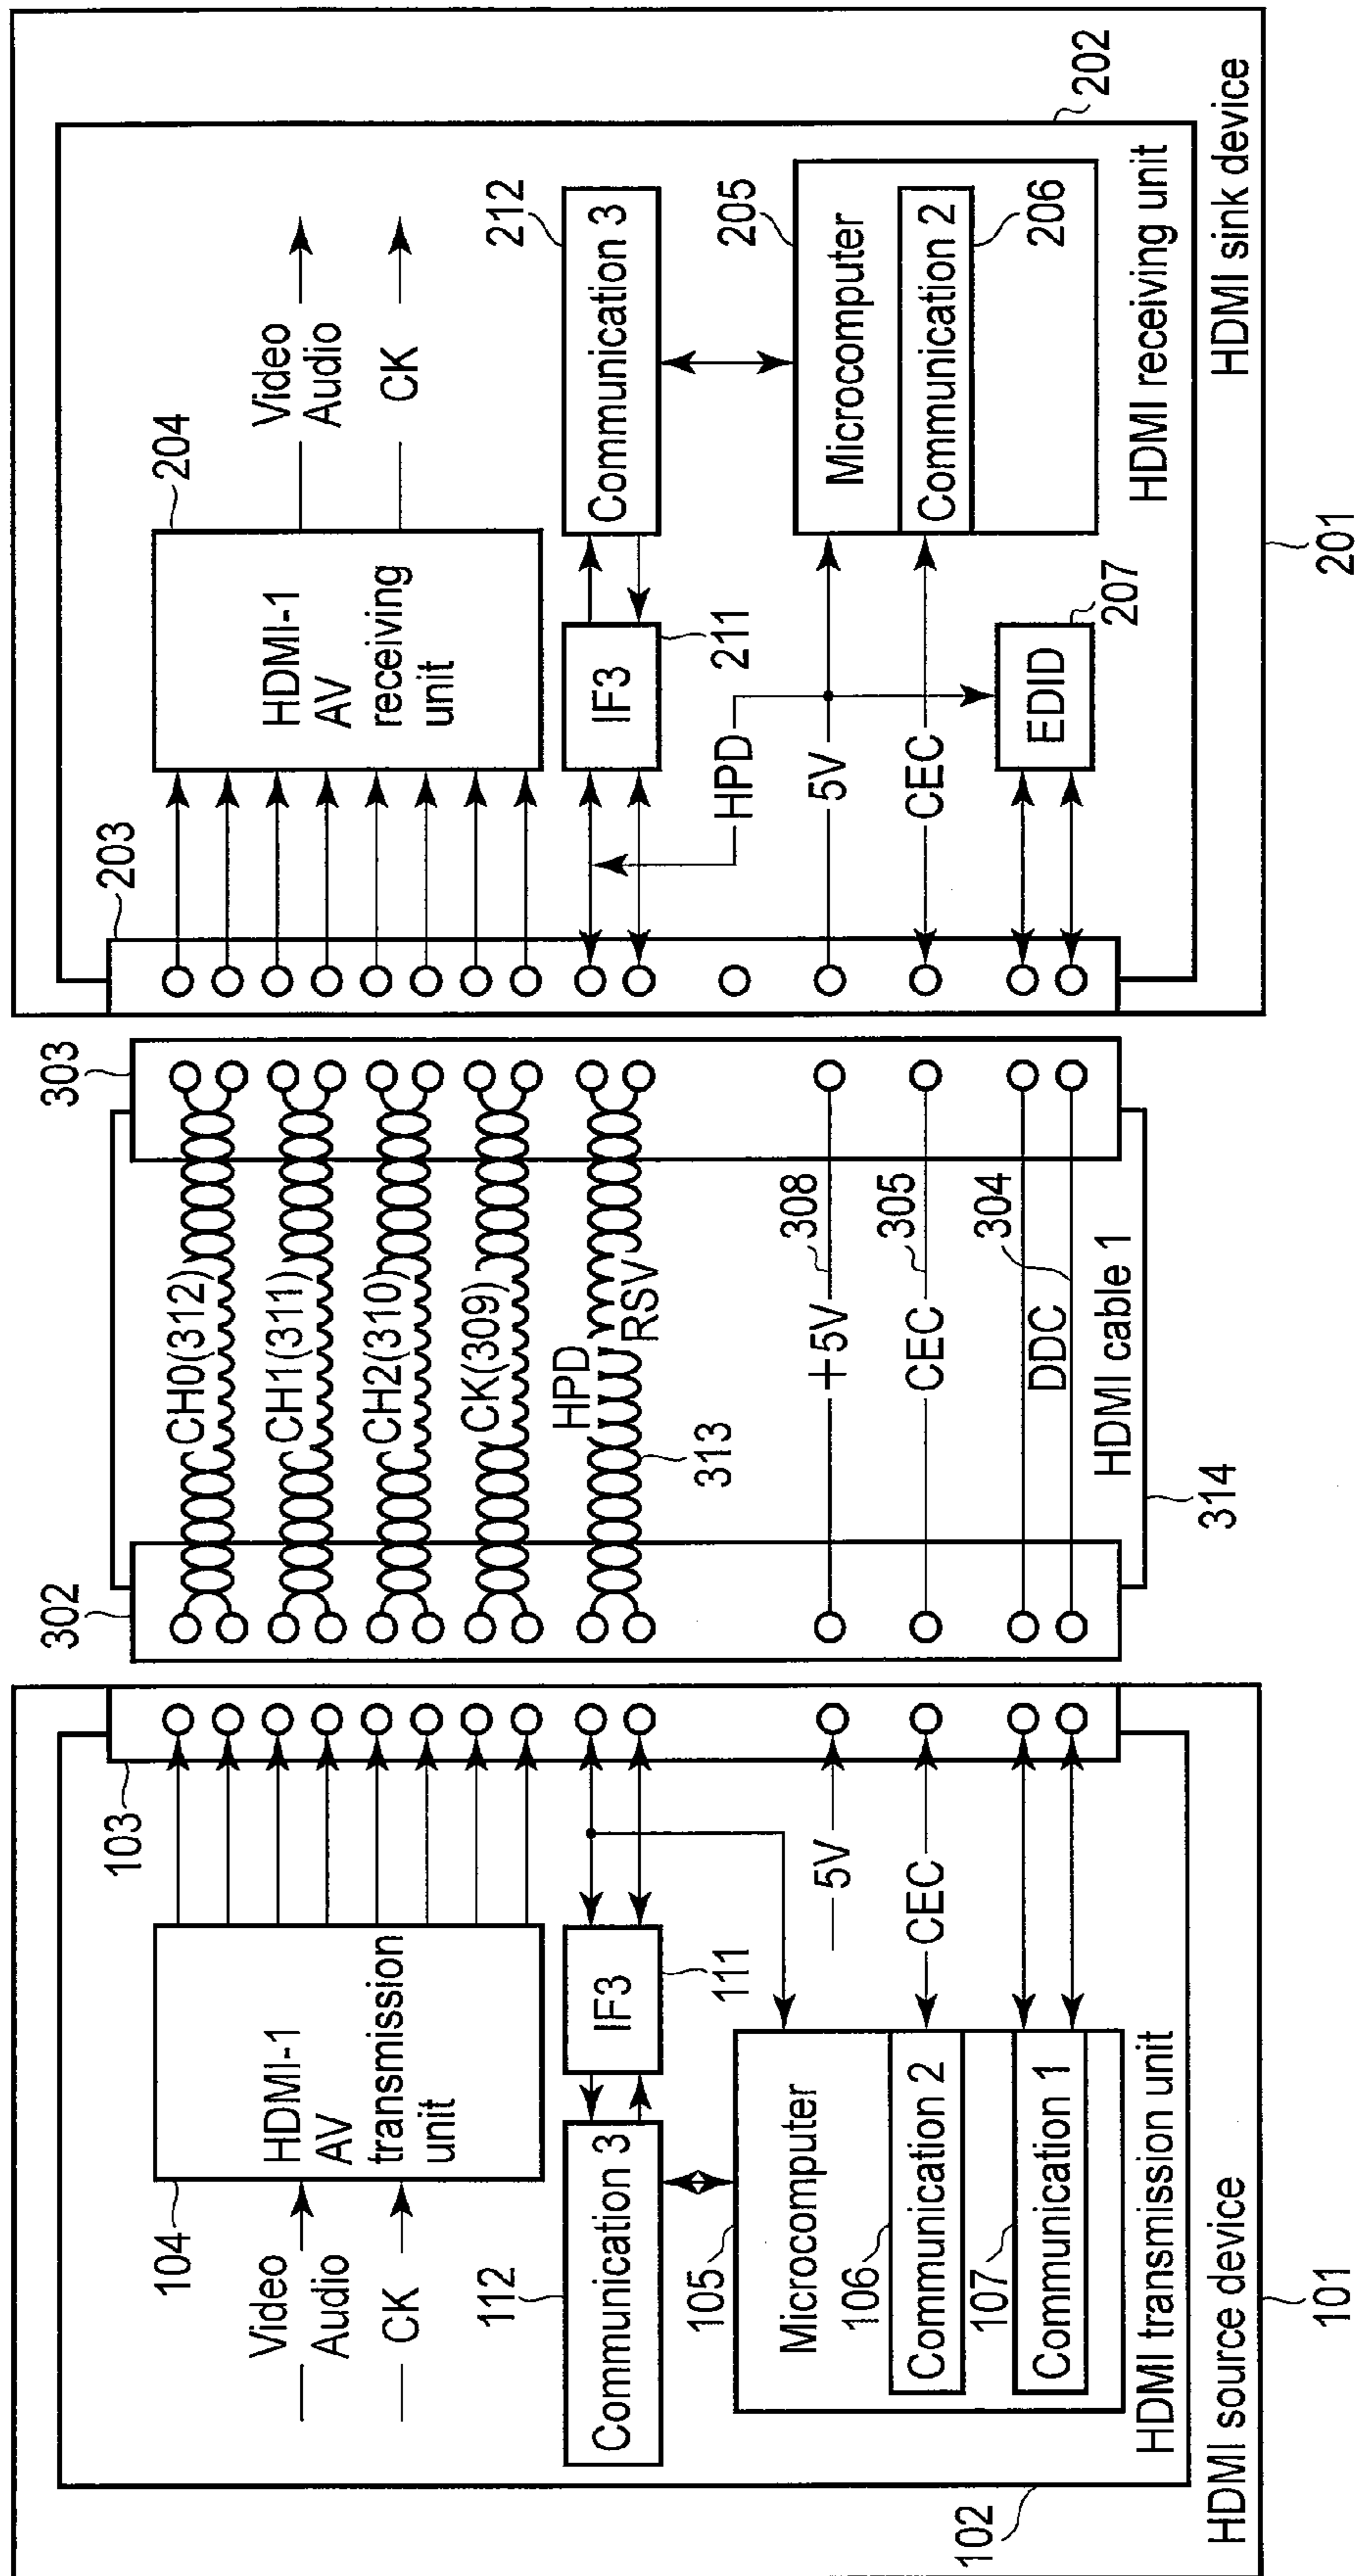 104
Video
Audio
CK
HDMI-1
AV
transmission
unit
103
112
Communication 3
IF3
111
105
Microcomputer
106
Communication 2
107
Communication 1
5V
CEC
HDMI transmission unit
102
HDMI source device
101
302
303
CH0(312)
CH1(311)
CH2(310)
CK(309)
HPD
RSV
313
+5V
308
CEC
305
DDC
304
HDMI cable 1
314
203
204
HDMI-1
AV
receiving
unit
Video
Audio
CK
212
Communication 3
IF3
211
HPD
5V
CEC
205
Microcomputer
Communication 2
206
EDID
207
HDMI receiving unit
202
HDMI sink device
201